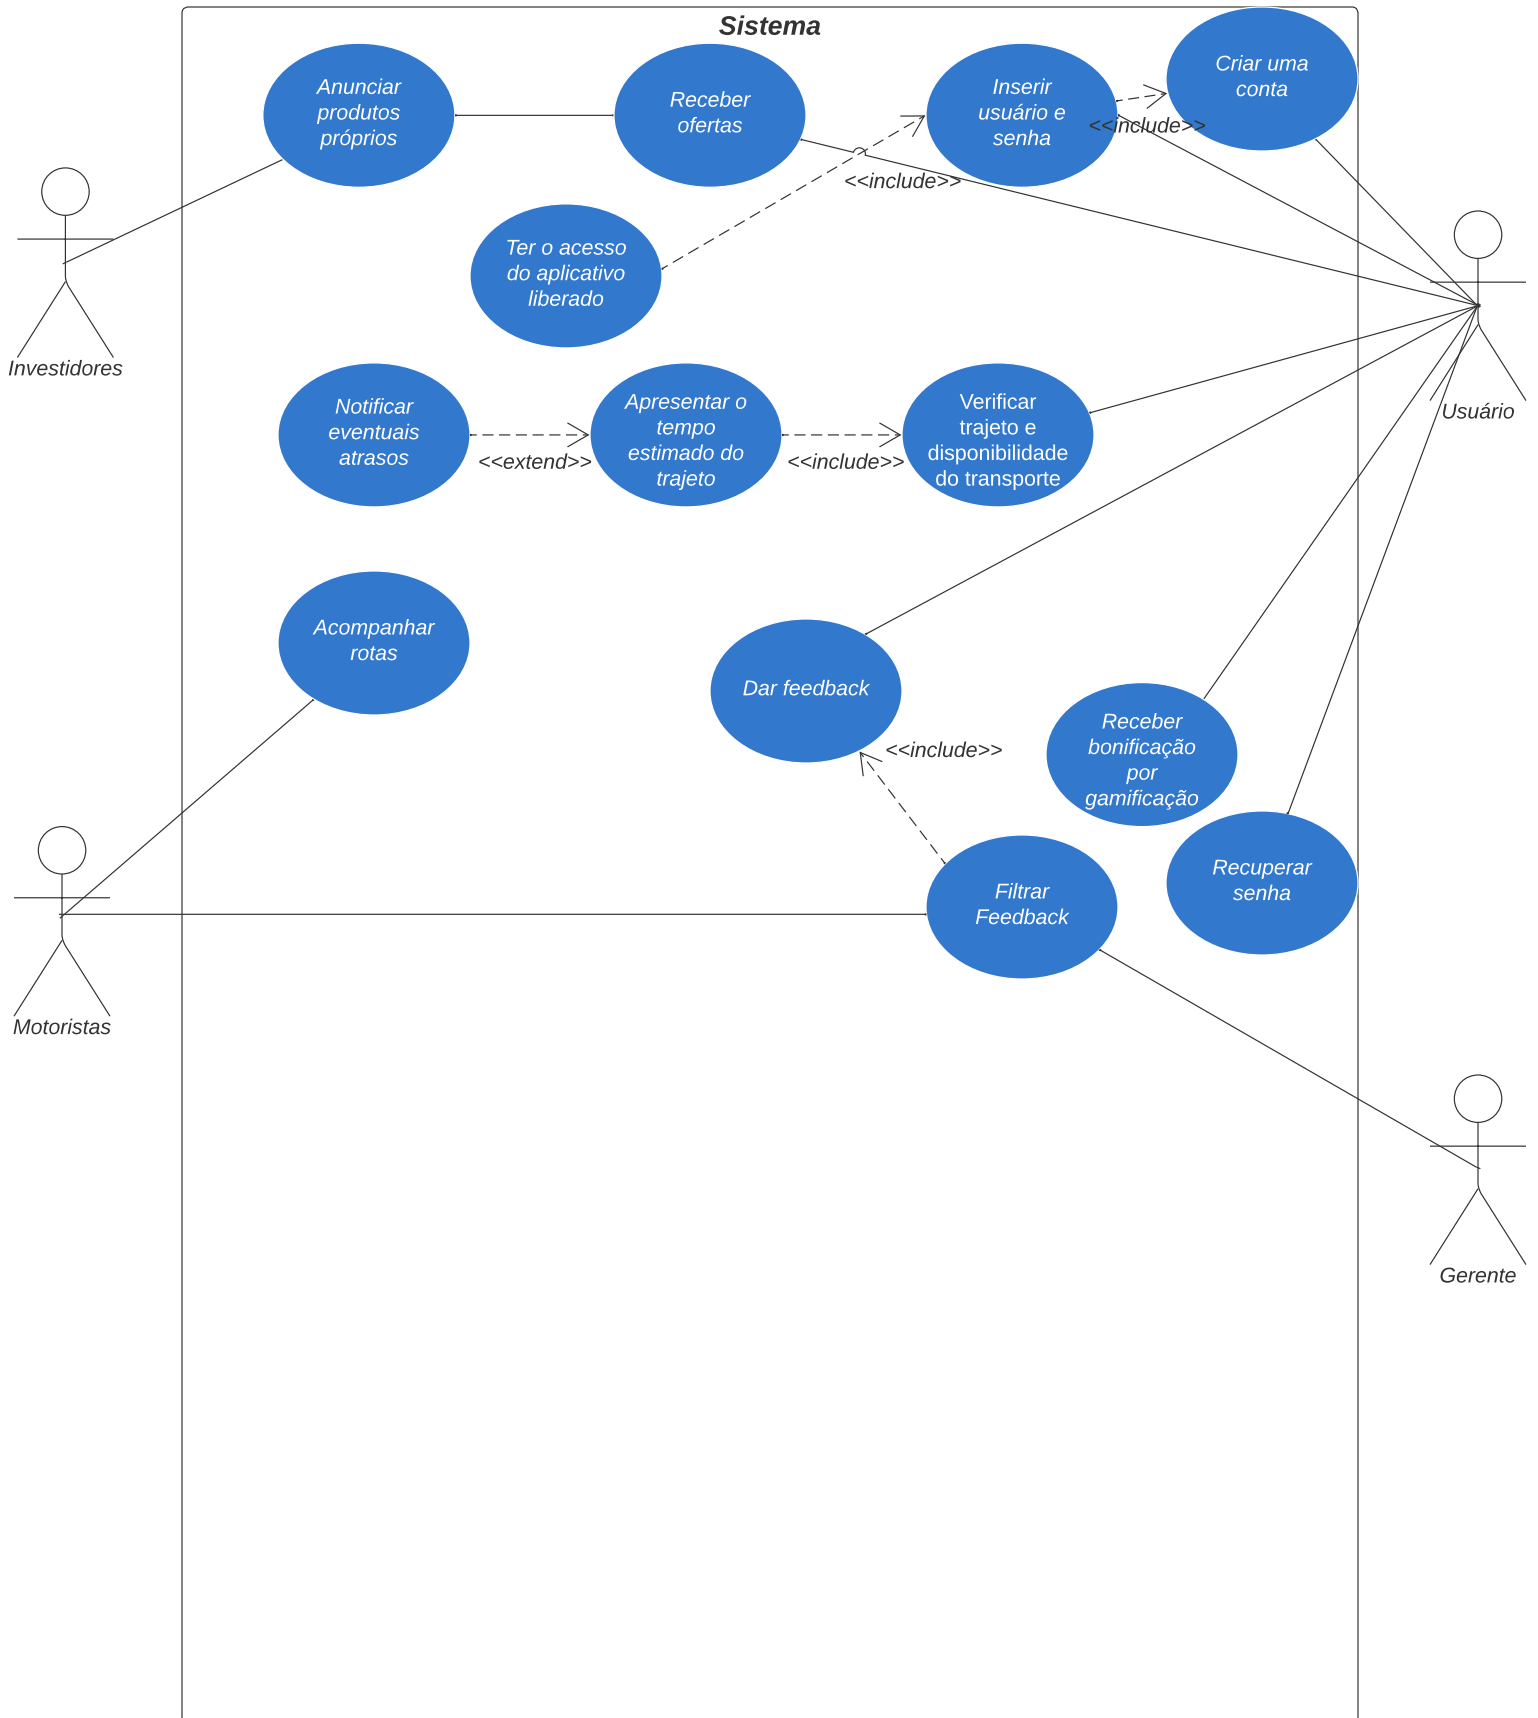 Sistema
Anunciar
produtos
próprios
Receber
ofertas
Inserir
usuário e
senha
Criar uma
conta
<<include>>
<<include>>
Ter o acesso
do aplicativo
liberado
Investidores
Usuário
Notificar
eventuais
atrasos
<<extend>>
Apresentar o
tempo
estimado do
trajeto
<<include>>
Verificar
trajeto e
disponibilidade
do transporte
Acompanhar
rotas
Dar feedback
<<include>>
Receber
bonificação
por
gamificação
Recuperar
senha
Filtrar
Feedback
Motoristas
Gerente